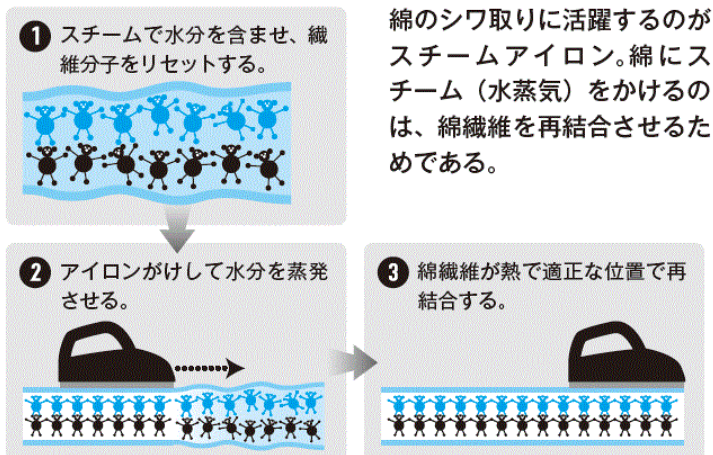 ❶ スチームで水分を含ませ、繊
維分子をリセットする。
綿のシワ取りに活躍するのが
スチームアイロン。綿にス
チーム（水蒸気）をかけるの
は、綿繊維を再結合させるた
めである。
❷ アイロンがけして水分を蒸発
させる。
❸ 綿繊維が熱で適正な位置で再
結合する。